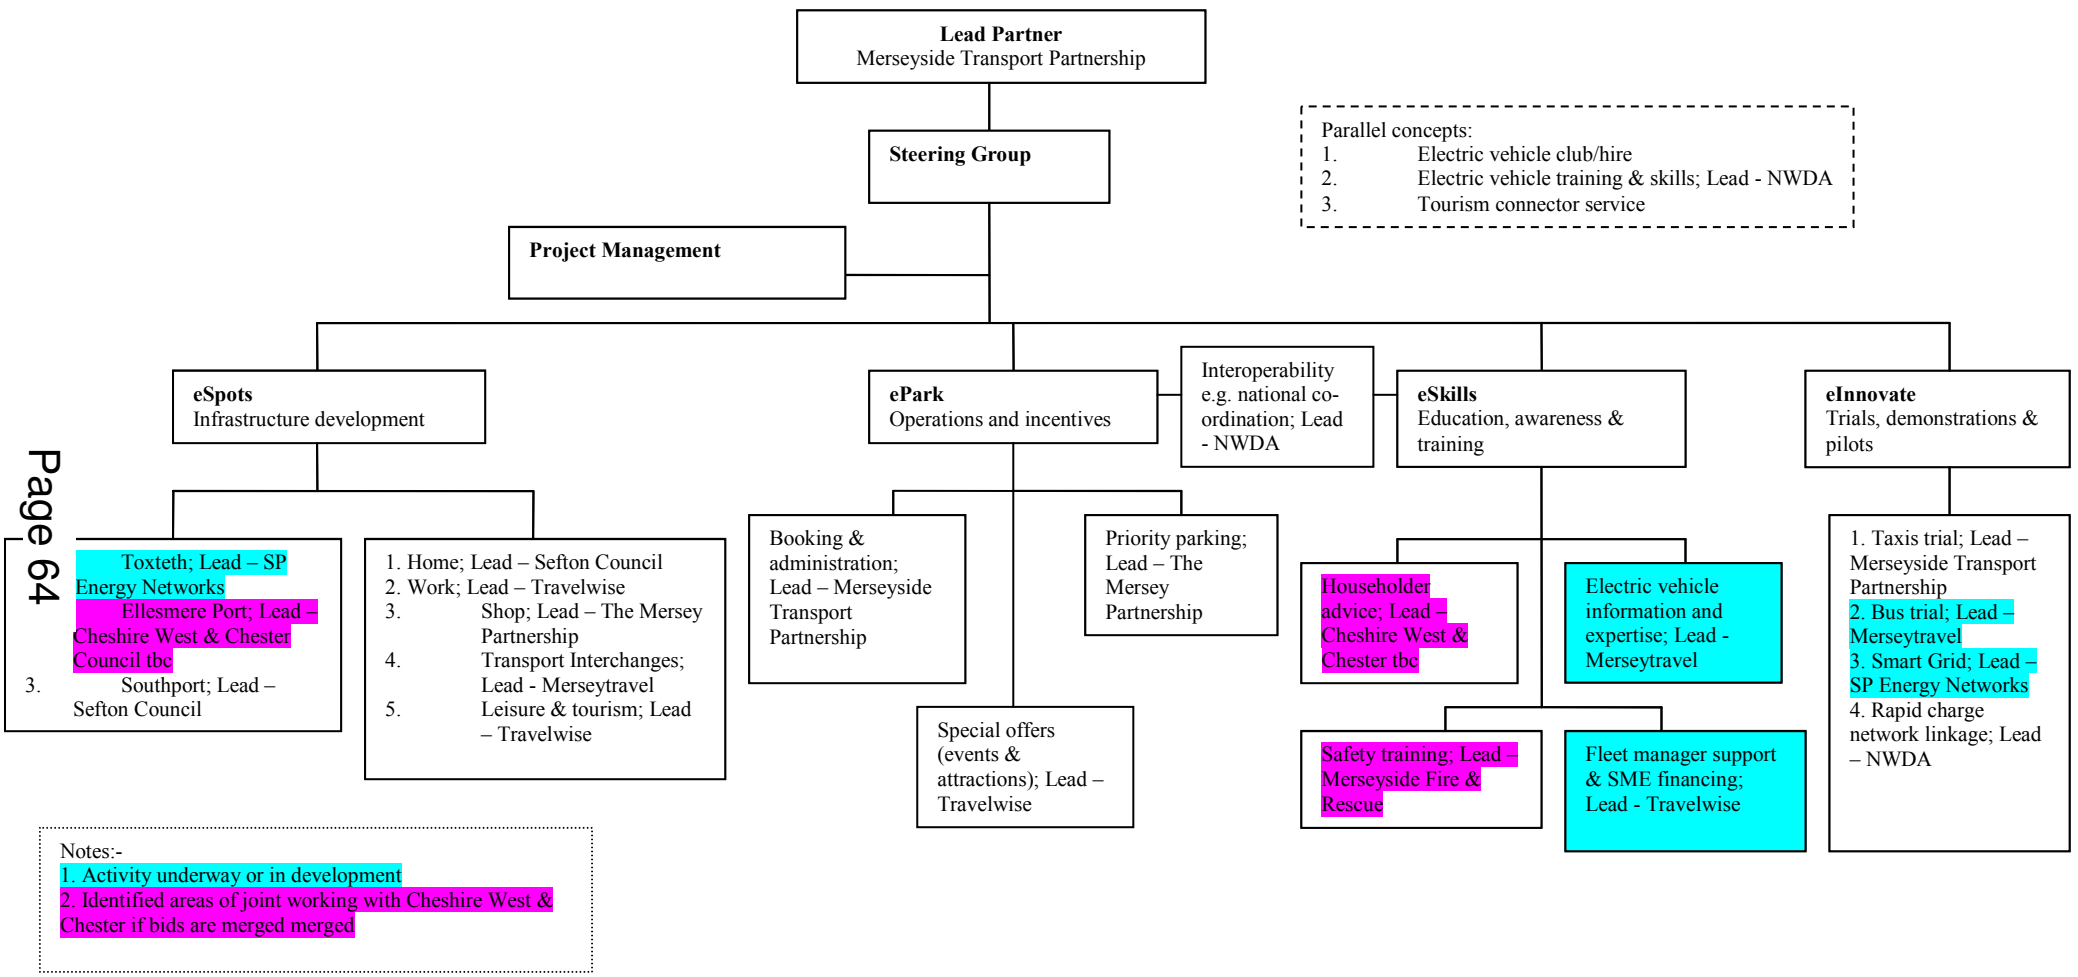 Lead Partner
Merseyside Transport Partnership
Steering Group
Parallel concepts:
1. Electric vehicle club/hire
2. Electric vehicle training & skills; Lead - NWDA
3. Tourism connector service
Project Management
eSpots
Infrastructure development
ePark
Operations and incentives
Interoperability
e.g. national co-
ordination; Lead
- NWDA
eSkills
Education, awareness &
training
eInnovate
Trials, demonstrations &
pilots
Page 64
Toxteth; Lead – SP
Energy Networks
Ellesmere Port; Lead –
Cheshire West & Chester
Council tbc
3. Southport; Lead –
Sefton Council
1. Home; Lead – Sefton Council
2. Work; Lead – Travelwise
3. Shop; Lead – The Mersey
Partnership
4. Transport Interchanges;
Lead - Merseytravel
5. Leisure & tourism; Lead
– Travelwise
Booking &
administration;
Lead – Merseyside
Transport
Partnership
Priority parking;
Lead – The
Mersey
Partnership
Special offers
(events &
attractions); Lead –
Travelwise
Householder
advice; Lead –
Cheshire West &
Chester tbc
Electric vehicle
information and
expertise; Lead -
Merseytravel
Safety training; Lead –
Merseyside Fire &
Rescue
Fleet manager support
& SME financing;
Lead - Travelwise
1. Taxis trial; Lead –
Merseyside Transport
Partnership
2. Bus trial; Lead –
Merseytravel
3. Smart Grid; Lead –
SP Energy Networks
4. Rapid charge
network linkage; Lead
– NWDA
Notes:-
1. Activity underway or in development
2. Identified areas of joint working with Cheshire West &
Chester if bids are merged merged